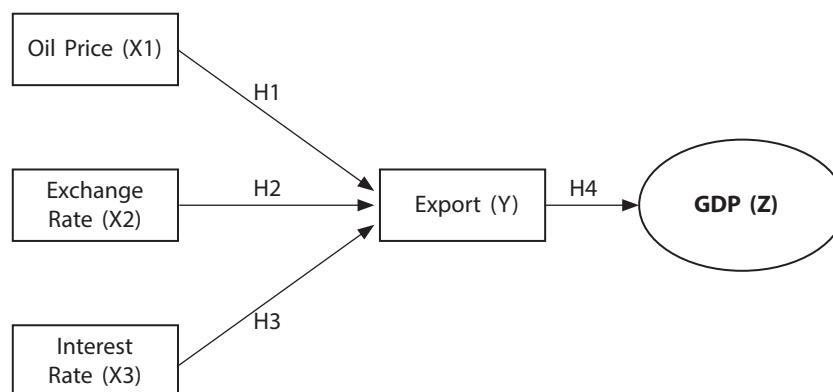 Oil Price (X1)
H1
Exchange
Rate (X2)
H2
Export (Y)
H4
GDP (Z)
H3
Interest
Rate (X3)